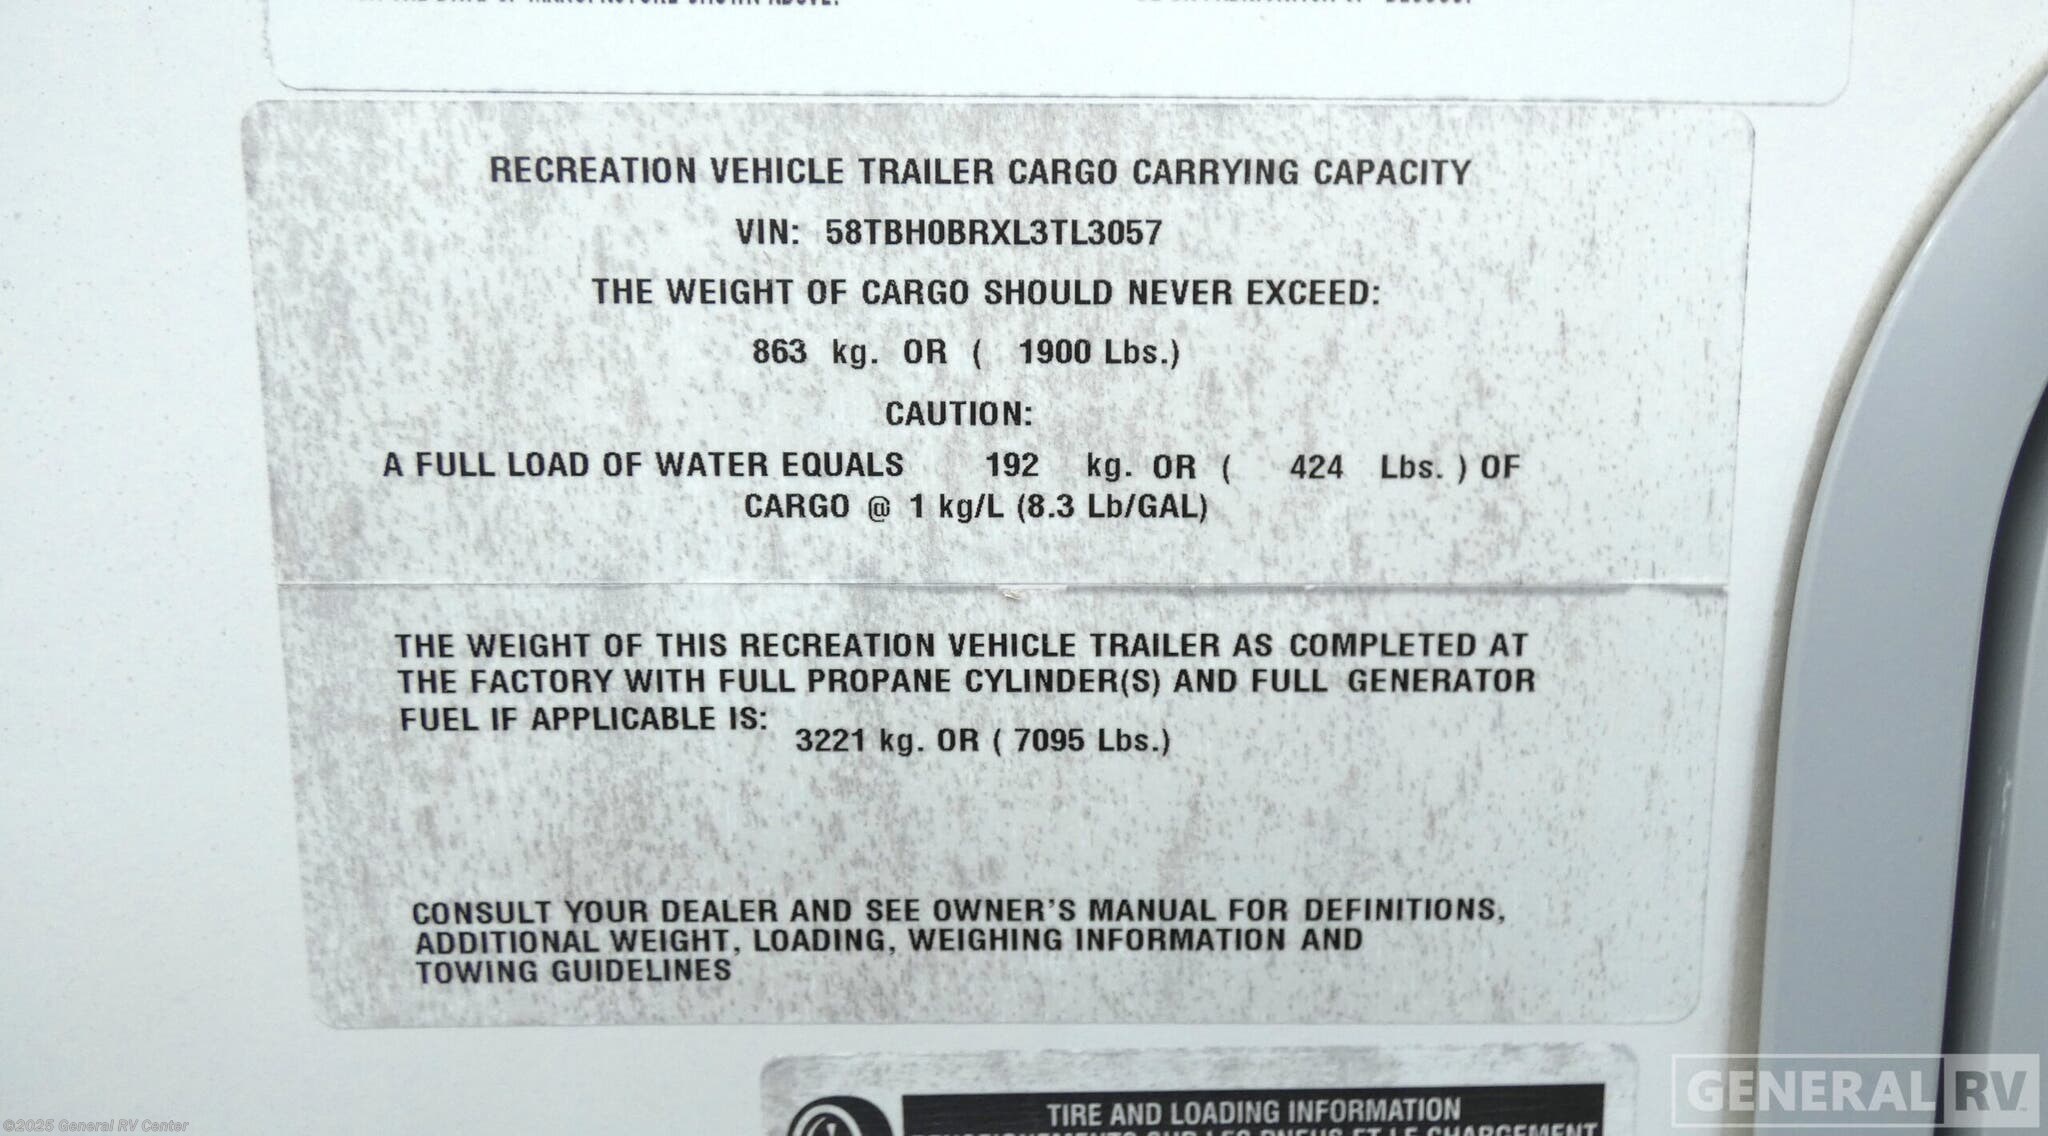 RECREATION VEHICLE TRAILER CARGO CARRYING CAPACITY
VIN: 58TBH0BRXL3TL3057
THE WEIGHT OF CARGO SHOULD NEVER EXCEED:
863 kg. OR ( 1900 Lbs.)
CAUTION:
A FULL LOAD OF WATER EQUALS 192 kg. OR ( 424 Lbs. ) OF
CARGO @ 1 kg/L (8.3 Lb/GAL)
THE WEIGHT OF THIS RECREATION VEHICLE TRAILER AS COMPLETED AT
THE FACTORY WITH FULL PROPANE CYLINDER(S) AND FULL GENERATOR
FUEL IF APPLICABLE IS:
3221 kg. OR ( 7095 Lbs.)
CONSULT YOUR DEALER AND SEE OWNER'S MANUAL FOR DEFINITIONS,
ADDITIONAL WEIGHT, LOADING, WEIGHING INFORMATION AND
TOWING GUIDELINES
TIRE AND LOADING INFORMATION
GENERAL RV
©2025 General RV Center